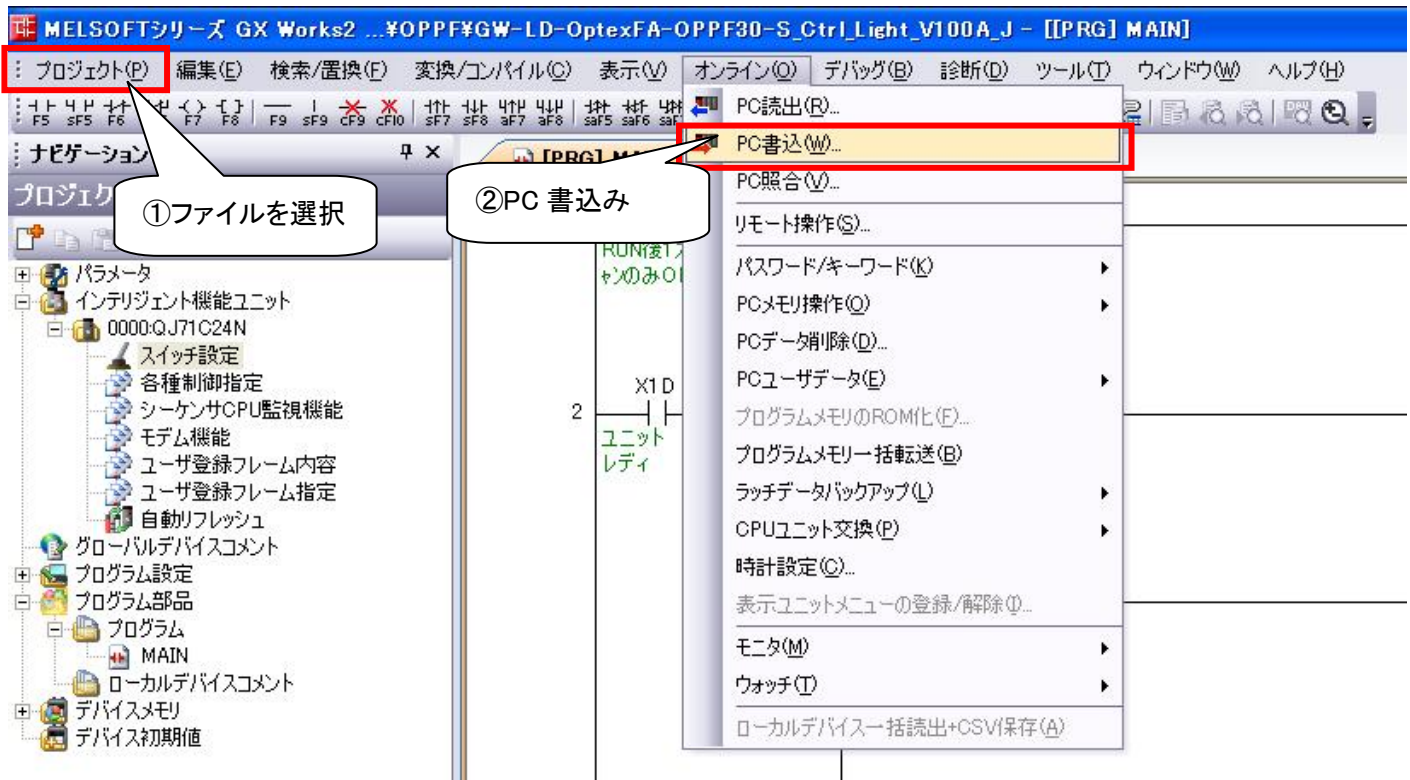 MELSOFTシリーズ GX Works2 ...¥OPPF¥GW-LD-OptexFA-OPPF30-S_Ctrl_Light_V100A_J - [[PRG] MAIN]
プロジェクト(P) 編集(E) 検索/置換(F) 変換/コンパイル(C) 表示(V) オンライン(O) デバッグ(B) 診断(D) ツール(T) ウィンドウ(W) ヘルプ(H)
F5 sF5 F6 F7 F8 F9 sF9 cF9 cF10 sF7 sF8 aF7 aF8 saF5 saF6
ナビゲーション
[PRG]
プロジェク
①ファイルを選択
②PC 書込み
PC読出(R)...
PC書込(W)...
PC照合(V)...
リモート操作(S)...
パスワード/キーワード(K)
PCメモリ操作(O)
PCデータ削除(D)...
PCユーザデータ(E)
プログラムメモリのROM化(F)...
プログラムメモリ一括転送(B)
ラッチデータバックアップ(L)
CPUユニット交換(P)
時計設定(C)...
表示ユニットメニューの登録/解除(I)...
モニタ(M)
ウォッチ(T)
ローカルデバイス一括読出+CSV保存(A)
パラメータ
インテリジェント機能ユニット
0000:QJ71C24N
スイッチ設定
各種制御指定
シーケンサCPU監視機能
モデム機能
ユーザ登録フレーム内容
ユーザ登録フレーム指定
自動リフレッシュ
グローバルデバイスコメント
プログラム設定
プログラム部品
プログラム
MAIN
ローカルデバイスコメント
デバイスメモリ
デバイス初期値
RUN後1ス
ャンのみO
X1D
2
ユニット
レディ